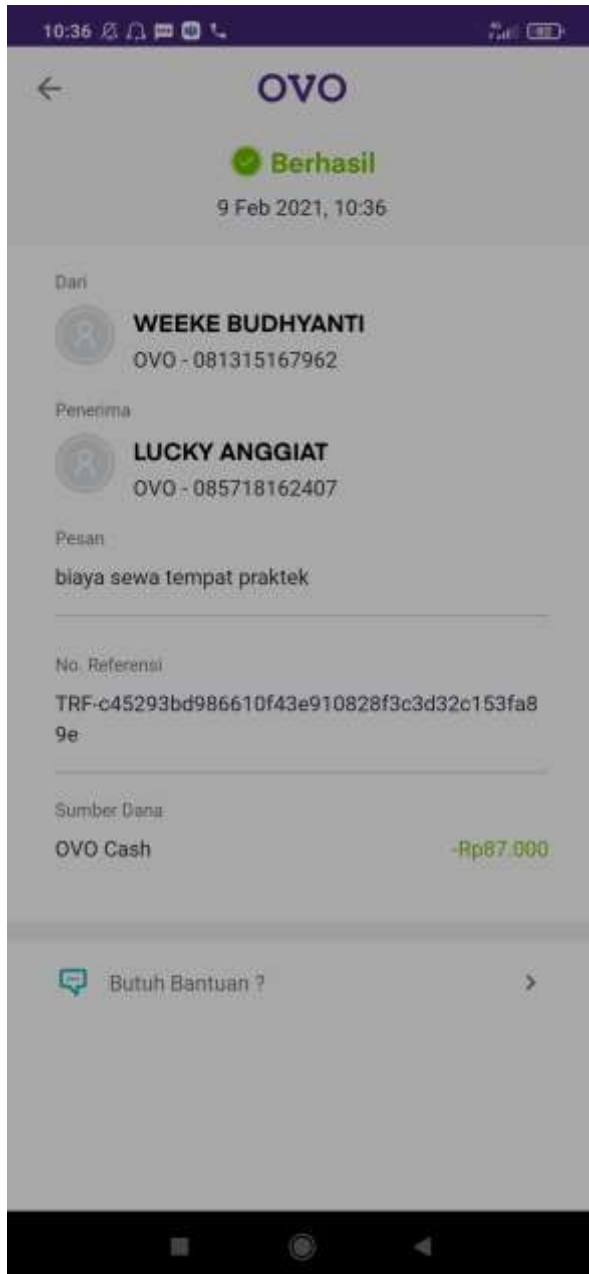 10:36
OVO
Berhasil
9 Feb 2021, 10:36
Dari
WEEKE BUDHYANTI
OVO - 081315167962
Penerima
LUCKY ANGGIAT
OVO - 085718162407
Pesan
biaya sewa tempat praktek
No. Referensi
TRF-c45293bd986610f43e910828f3c3d32c153fa8
9e
Sumber Dana
OVO Cash -Rp87.000
Butuh Bantuan ?